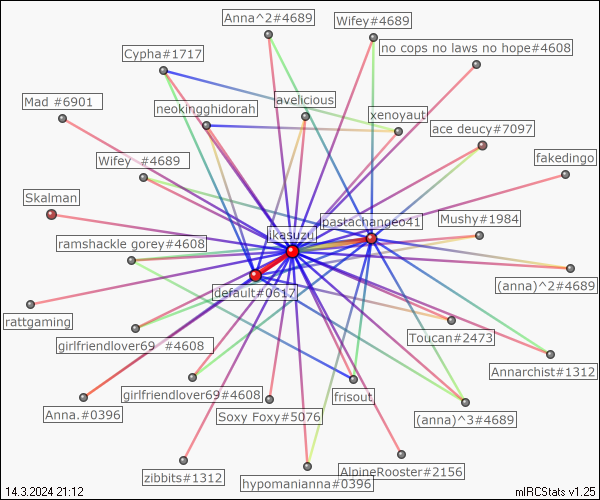 Anna^2#4689
Wifey#4689
no cops no laws no hope#4608
Cypha#1717
Mad #6901
neokingghidorah
avelicious
xenoyaut
ace deucy#7097
Wifey  #4689
fakedingo
Skalman
pastachangeo41
ikasuzu
Mushy#1984
ramshackle gorey#4608
(anna)^2#4689
default#0617
rattgaming
girlfriendlover69 #4608
Toucan#2473
Annarchist#1312
girlfriendlover69#4608
frisout
Anna.#0396
Soxy Foxy#5076
(anna)^3#4689
zibbits#1312
hypomanianna#0396
AlpineRooster#2156
14.3.2024 21:12
mIRCStats v1.25